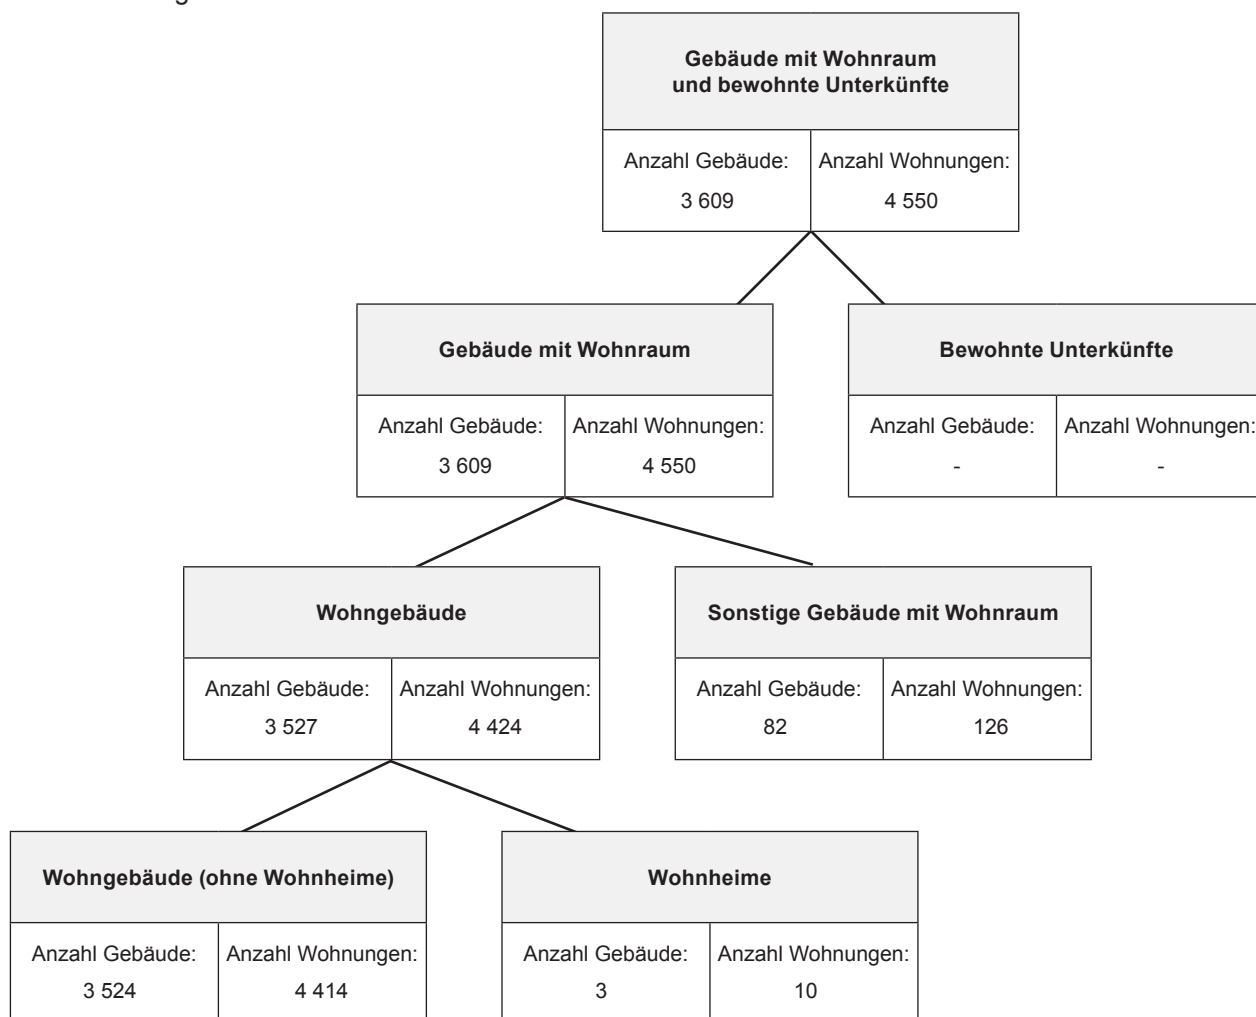 Gebäude mit Wohnraum
und bewohnte Unterkünfte
Anzahl Gebäude: Anzahl Wohnungen:
3 609 4 550
Gebäude mit Wohnraum Bewohnte Unterkünfte
Anzahl Gebäude: Anzahl Wohnungen: Anzahl Gebäude: Anzahl Wohnungen:
3 609 4 550 - -
Wohngebäude Sonstige Gebäude mit Wohnraum
Anzahl Gebäude: Anzahl Wohnungen: Anzahl Gebäude: Anzahl Wohnungen:
3 527 4 424 82 126
Wohngebäude (ohne Wohnheime) Wohnheime
Anzahl Gebäude: Anzahl Wohnungen: Anzahl Gebäude: Anzahl Wohnungen:
3 524 4 414 3 10